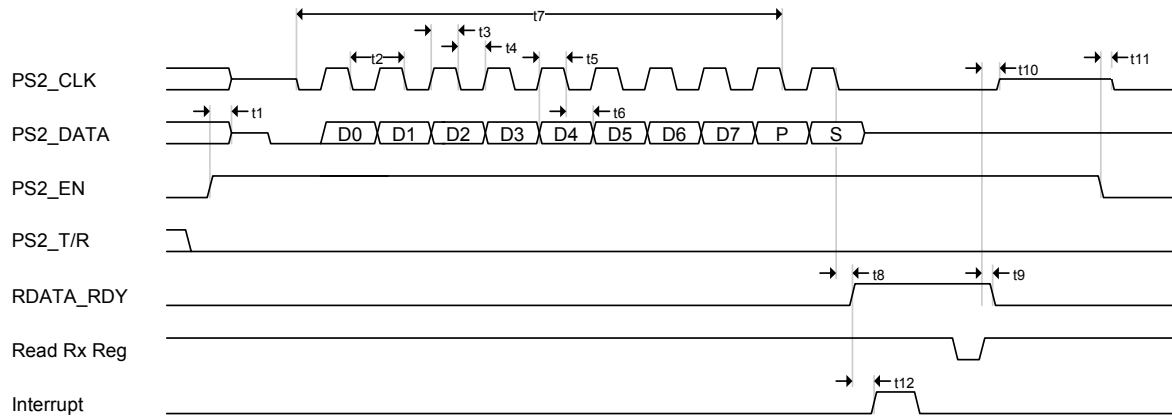 t7
t3
t4
t2
t5
t10
t11
PS2_CLK
t1
t6
PS2_DATA
D0 D1 D2 D3 D4 D5 D6 D7 P S
PS2_EN
PS2_T/R
t8
t9
RDATA_RDY
Read Rx Reg
t12
Interrupt